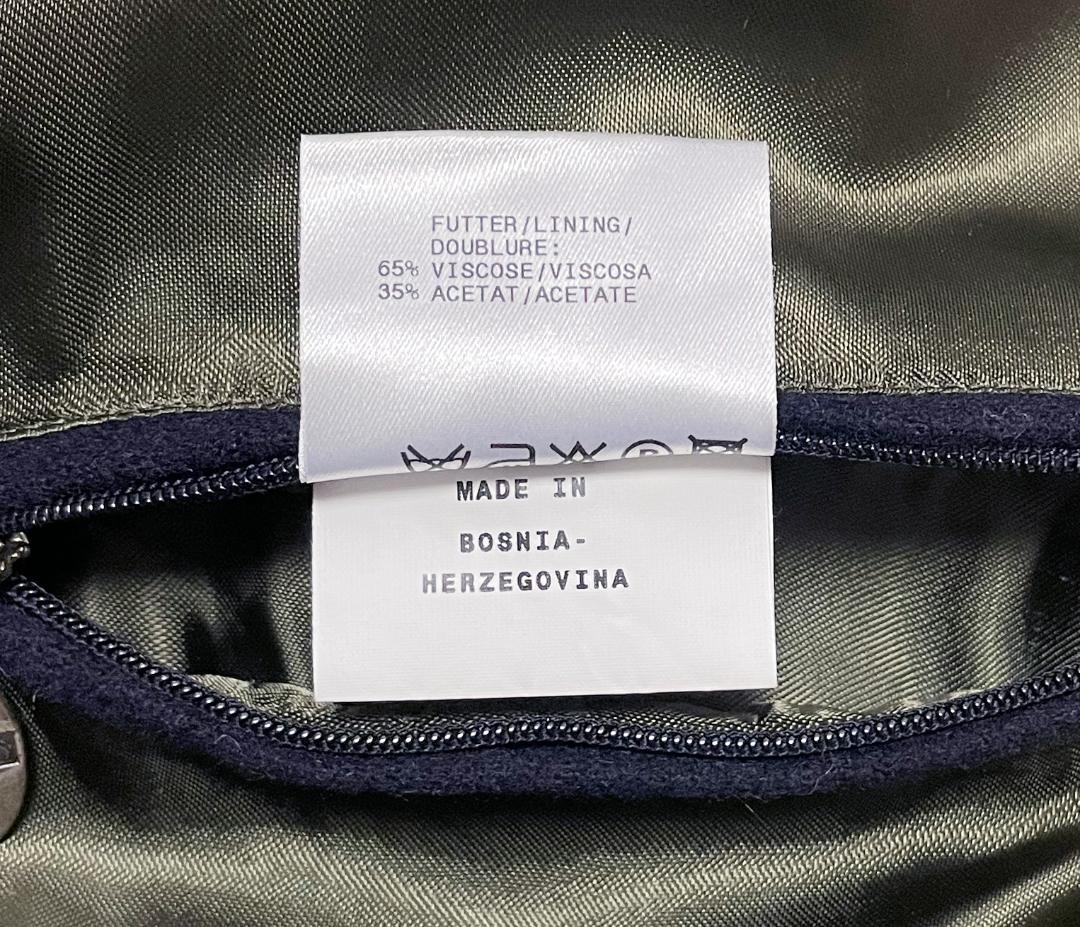 FUTTER/LINING/
DOUBLURE:
65% VISCOSE/VISCOSA
35% ACETAT/ACETATE
MADE IN
BOSNIA-
HERZEGOVINA